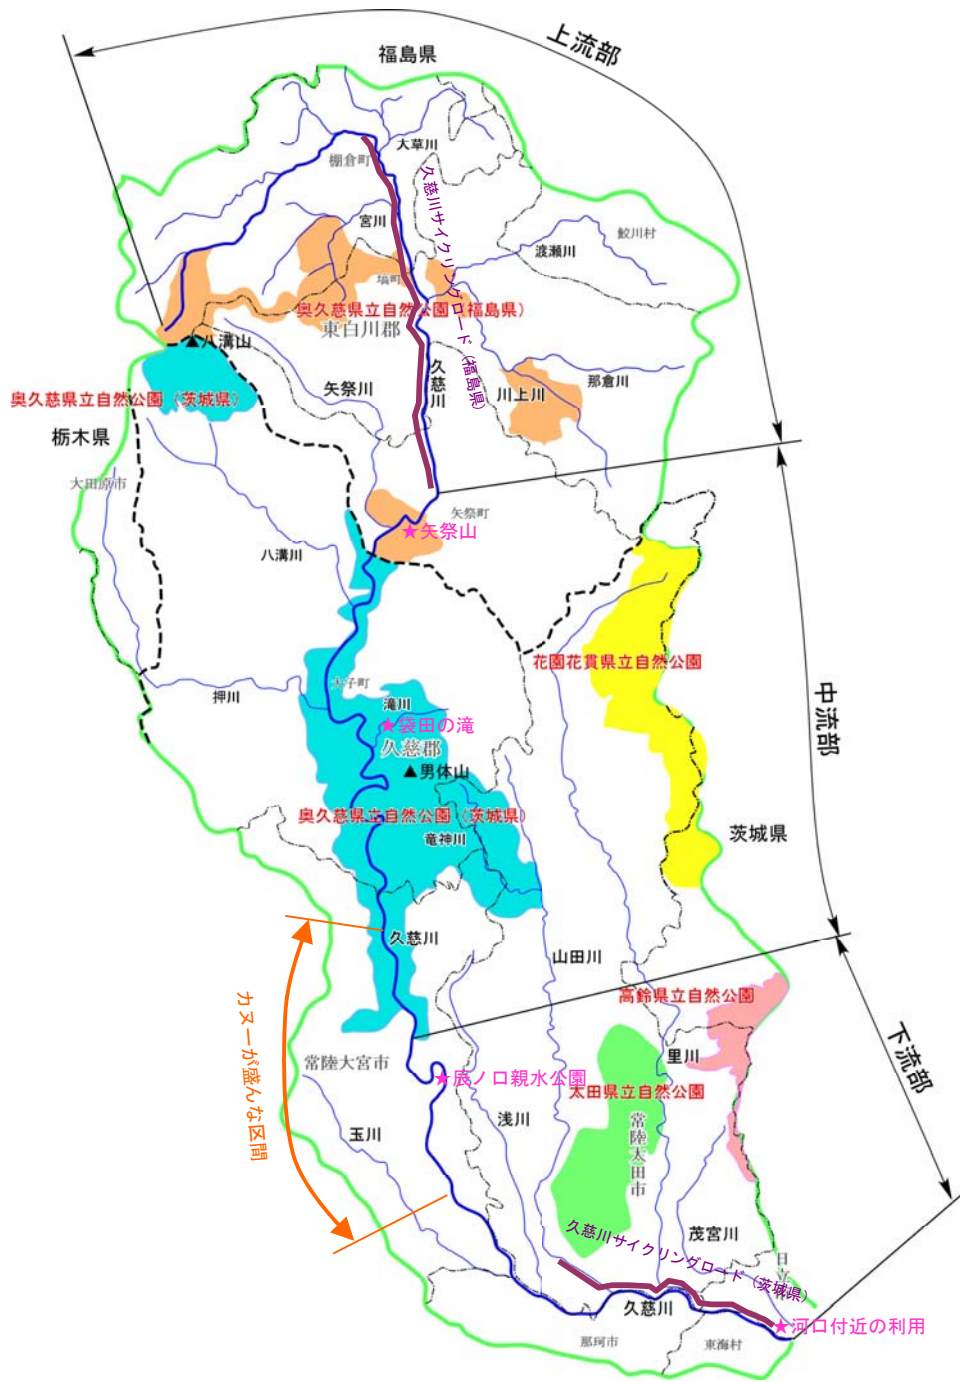 上流部
福島県
大草川
棚倉町
久慈川サイクリングロード（福島県）
宮川
渡瀬川
鮫川村
塙町
奥久慈県立自然公園（福島県）
東白川郡
▲八溝山
矢祭川
久慈川
川上川
那倉川
奥久慈県立自然公園（茨城県）
栃木県
大田原市
矢祭町
★矢祭山
八溝川
花園花貫県立自然公園
大子町
押川
滝川
★袋田の滝
久慈郡
中流部
▲男体山
奥久慈県立自然公園（茨城県）
竜神川
茨城県
久慈川
山田川
カヌーが盛んな区間
高鈴県立自然公園
下流部
里川
常陸大宮市
★辰ノ口親水公園
太田県立自然公園
浅川
常陸太田市
玉川
茂宮川
久慈川サイクリングロード（茨城県）
久慈川
★河口付近の利用
那珂市
東海村